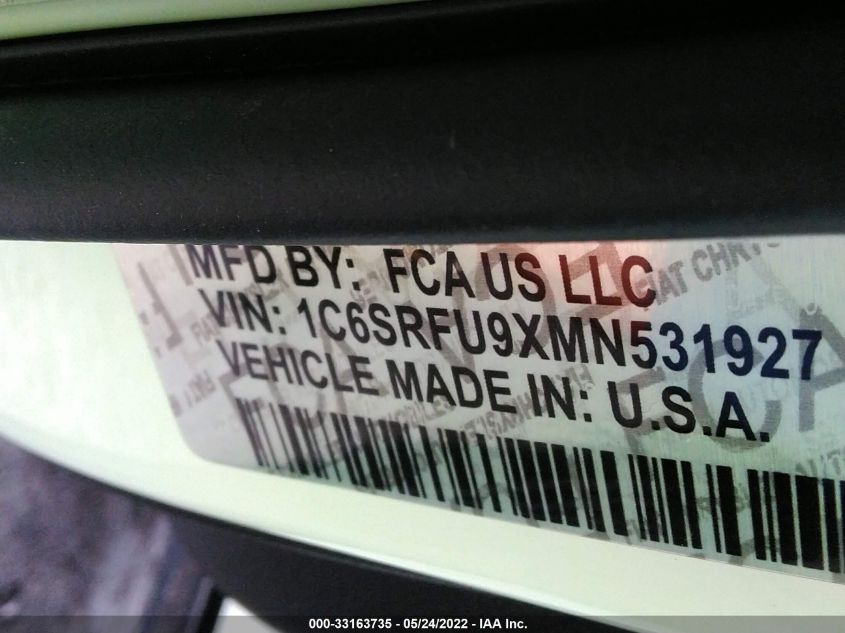 MFD BY: FCA US LLC
VIN: 1C6SRFU9XMN531927
VEHICLE MADE IN: U.S.A.
000-33163735 - 05/24/2022 - IAA Inc.